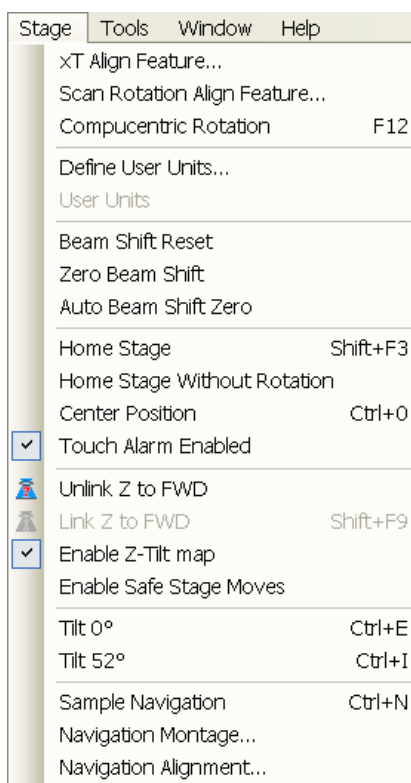 Stage Tools Window Help
xT Align Feature...
Scan Rotation Align Feature...
Compucentric Rotation F12
Define User Units...
User Units
Beam Shift Reset
Zero Beam Shift
Auto Beam Shift Zero
Home Stage Shift+F3
Home Stage Without Rotation
Center Position Ctrl+0
Touch Alarm Enabled
Unlink Z to FWD
Link Z to FWD Shift+F9
Enable Z-Tilt map
Enable Safe Stage Moves
Tilt 0° Ctrl+E
Tilt 52° Ctrl+I
Sample Navigation Ctrl+N
Navigation Montage...
Navigation Alignment...